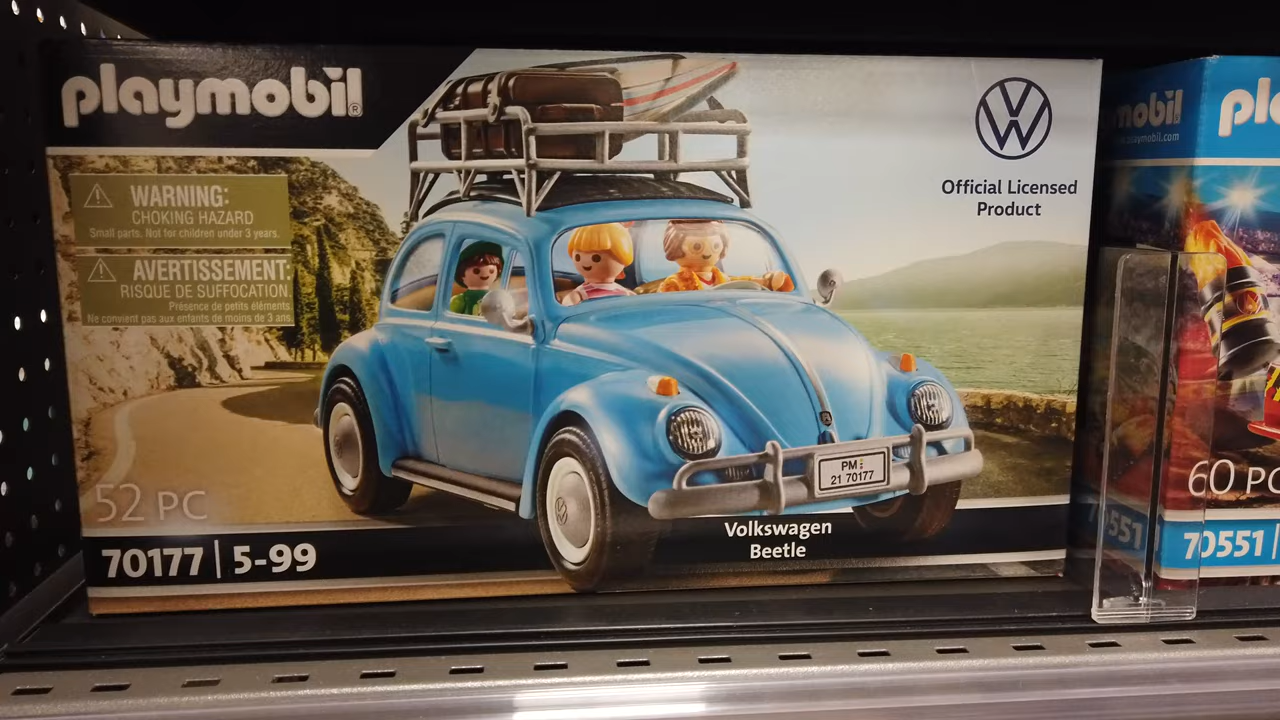 playmobil®
WARNING:
CHOKING HAZARD
Small parts. Not for children under 3 years.
AVERTISSEMENT:
RISQUE DE SUFFOCATION.
Présence de petits éléments.
Ne convient pas aux enfants de moins de 3 ans.
52 PC
70177 | 5-99
Official Licensed
Product
PM:
21 70177
Volkswagen
Beetle
mobil
playmobil.com
pl
60 PC
551
70551 |